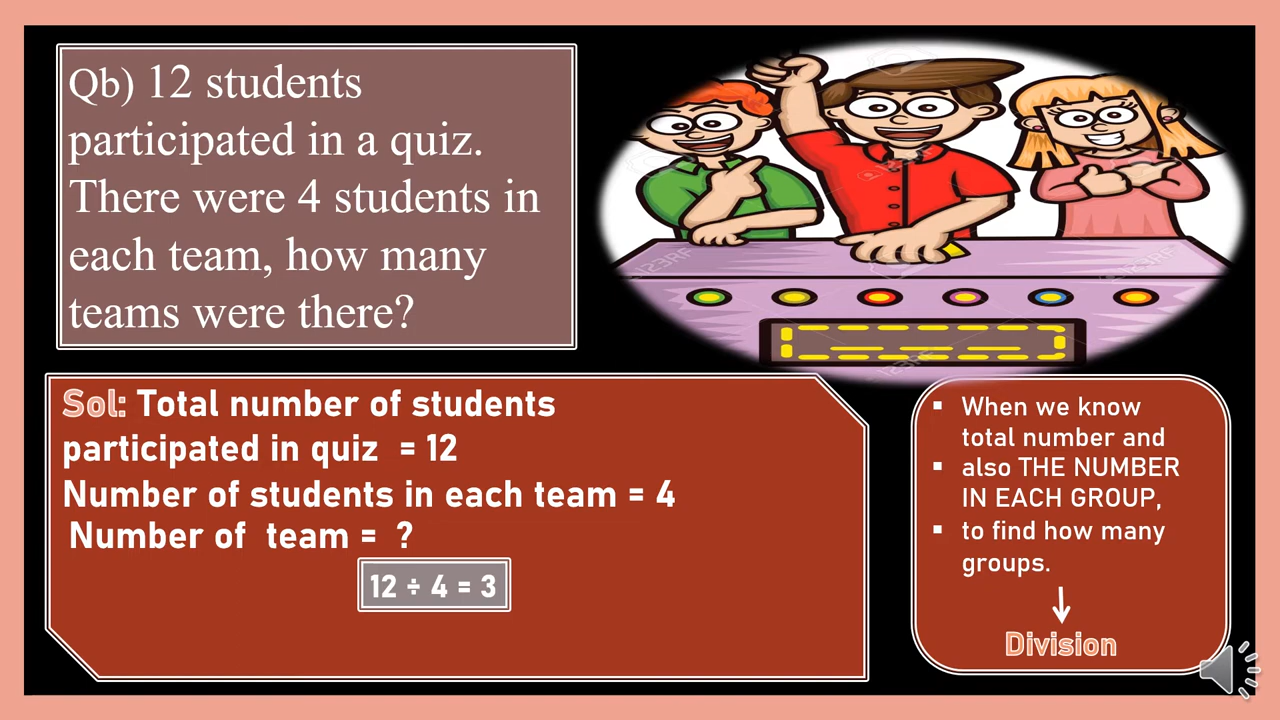 Qb) 12 students
participated in a quiz.
There were 4 students in
each team, how many
teams were there?
123RF
123RF
Sol: Total number of students
participated in quiz = 12
Number of students in each team = 4
Number of team = ?
12 ÷ 4 = 3
▪ When we know
total number and
▪ also THE NUMBER
IN EACH GROUP,
▪ to find how many
groups.
Division